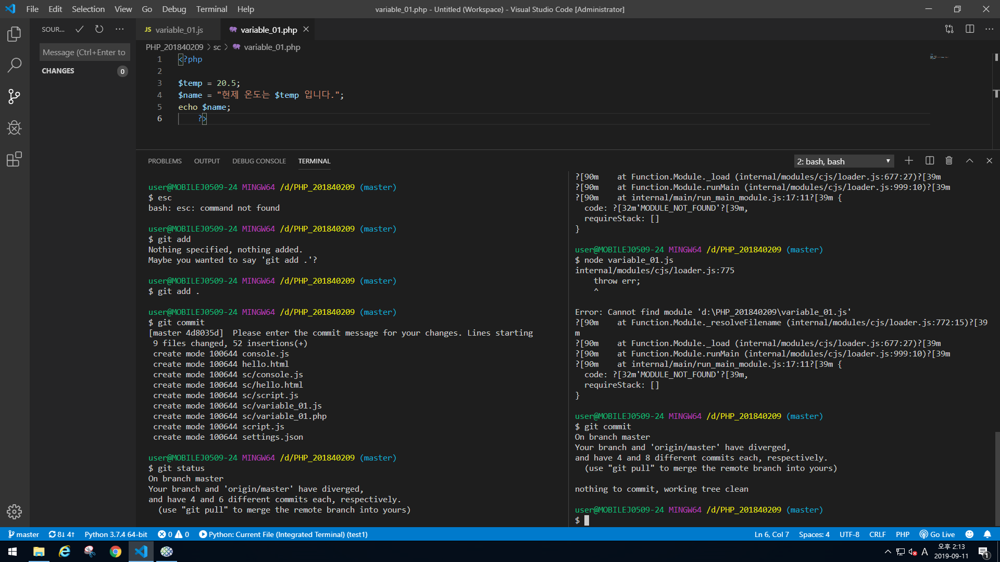 File Edit Selection View Go Debug Terminal Help
variable_01.php - Untitled (Workspace) - Visual Studio Code [Administrator]
SOUR...
JS variable_01.js
variable_01.php
Message (Ctrl+Enter to
CHANGES 0
PHP_201840209 > sc > variable_01.php
1 <?php
2
3 $temp = 20.5;
4 $name = "현제 온도는 $temp 입니다.";
5 echo $name;
6 ?>
PROBLEMS OUTPUT DEBUG CONSOLE TERMINAL
2: bash, bash
user@MOBILEJ0509-24 MINGW64 /d/PHP_201840209 (master)
$ esc
bash: esc: command not found
user@MOBILEJ0509-24 MINGW64 /d/PHP_201840209 (master)
$ git add
Nothing specified, nothing added.
Maybe you wanted to say 'git add .'?
user@MOBILEJ0509-24 MINGW64 /d/PHP_201840209 (master)
$ git add .
user@MOBILEJ0509-24 MINGW64 /d/PHP_201840209 (master)
$ git commit
[master 4d8035d]  Please enter the commit message for your changes. Lines starting
9 files changed, 52 insertions(+)
create mode 100644 console.js
create mode 100644 hello.html
create mode 100644 sc/console.js
create mode 100644 sc/hello.html
create mode 100644 sc/script.js
create mode 100644 sc/variable_01.js
create mode 100644 sc/variable_01.php
create mode 100644 script.js
create mode 100644 settings.json
user@MOBILEJ0509-24 MINGW64 /d/PHP_201840209 (master)
$ git status
On branch master
Your branch and 'origin/master' have diverged,
and have 4 and 6 different commits each, respectively.
(use "git pull" to merge the remote branch into yours)
?[90m    at Function.Module._load (internal/modules/cjs/loader.js:677:27)?[39m
?[90m    at Function.Module.runMain (internal/modules/cjs/loader.js:999:10)?[39m
?[90m    at internal/main/run_main_module.js:17:11?[39m {
code: ?[32m'MODULE_NOT_FOUND'?[39m,
requireStack: []
}
user@MOBILEJ0509-24 MINGW64 /d/PHP_201840209 (master)
$ node variable_01.js
internal/modules/cjs/loader.js:775
throw err;
^
Error: Cannot find module 'd:\PHP_201840209\variable_01.js'
?[90m    at Function.Module._resolveFilename (internal/modules/cjs/loader.js:772:15)?[39
m
?[90m    at Function.Module._load (internal/modules/cjs/loader.js:677:27)?[39m
?[90m    at Function.Module.runMain (internal/modules/cjs/loader.js:999:10)?[39m
?[90m    at internal/main/run_main_module.js:17:11?[39m {
code: ?[32m'MODULE_NOT_FOUND'?[39m,
requireStack: []
}
user@MOBILEJ0509-24 MINGW64 /d/PHP_201840209 (master)
$ git commit
On branch master
Your branch and 'origin/master' have diverged,
and have 4 and 8 different commits each, respectively.
(use "git pull" to merge the remote branch into yours)
nothing to commit, working tree clean
user@MOBILEJ0509-24 MINGW64 /d/PHP_201840209 (master)
$
master 8↓ 4↑ Python 3.7.4 64-bit 0 0 Python: Current File (Integrated Terminal) (test1)
Ln 6, Col 7 Spaces: 4 UTF-8 CRLF PHP Go Live
A 오후 2:13
2019-09-11 1